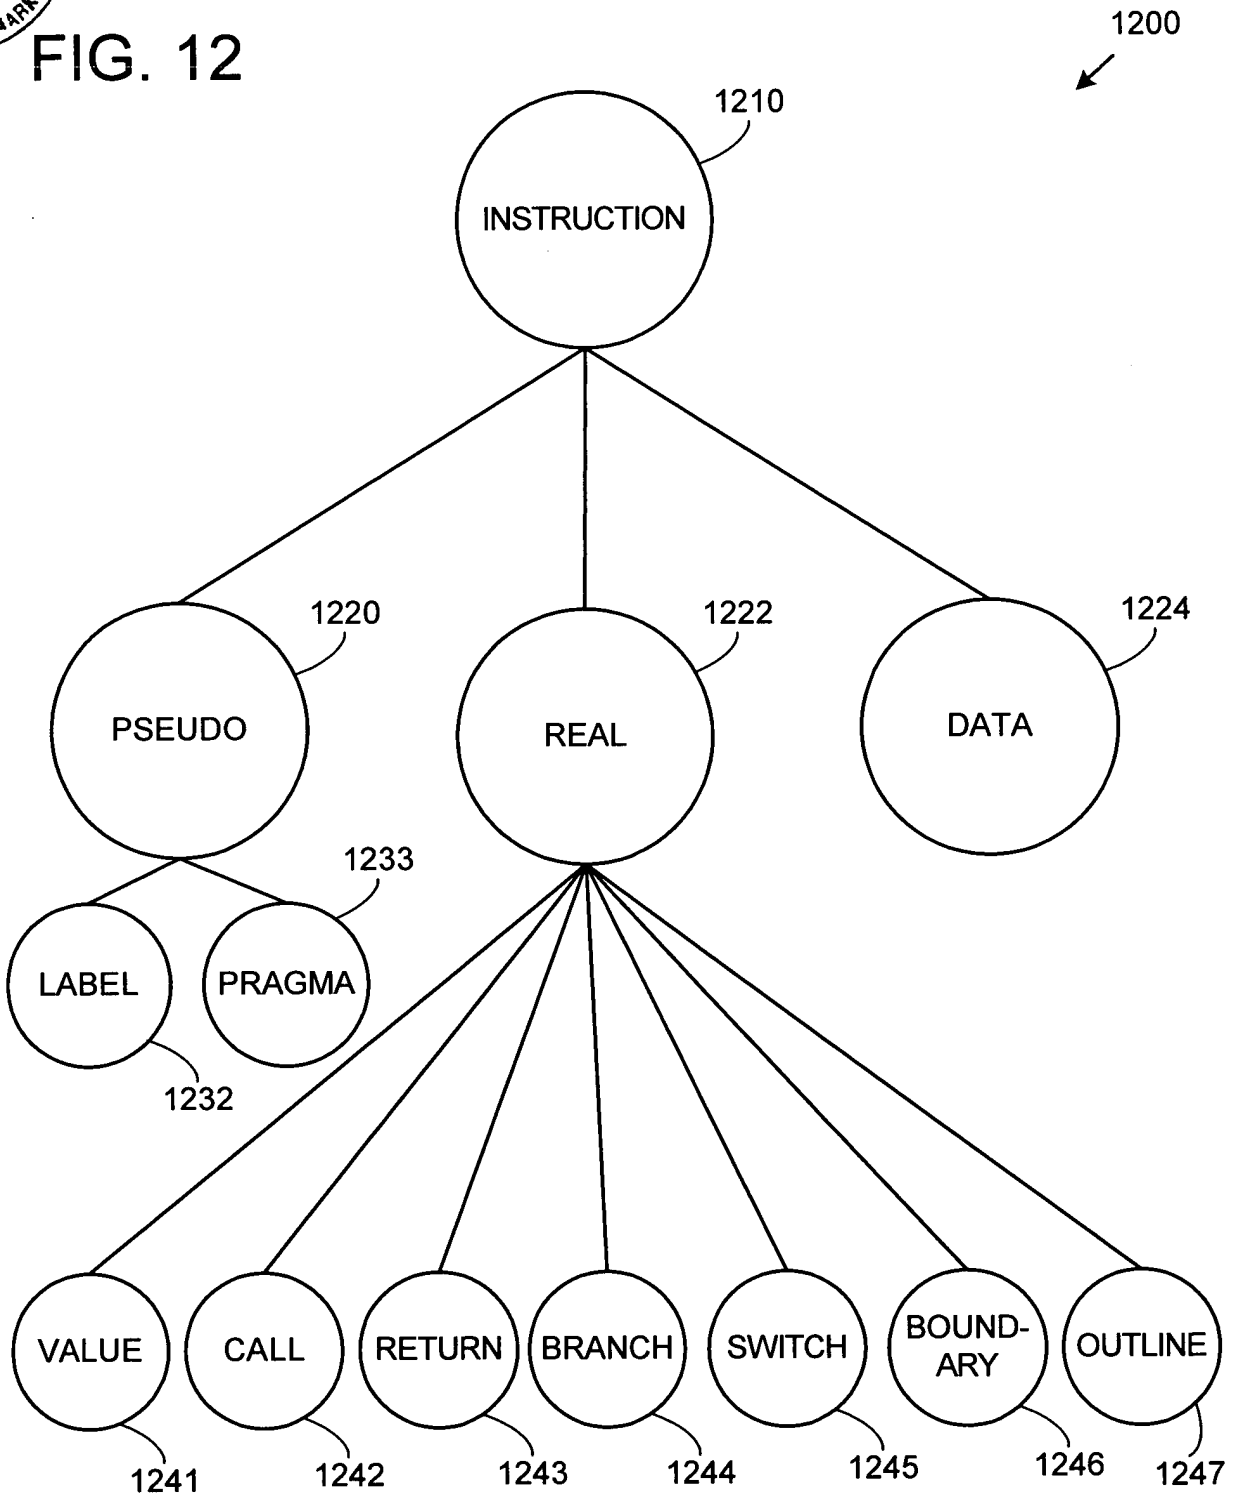 FIG. 12
1200
1210
INSTRUCTION
1220
1222
1224
PSEUDO
REAL
DATA
1233
LABEL
PRAGMA
1232
VALUE
CALL
RETURN
BRANCH
SWITCH
BOUND-
ARY
OUTLINE
1241
1242
1243
1244
1245
1246
1247